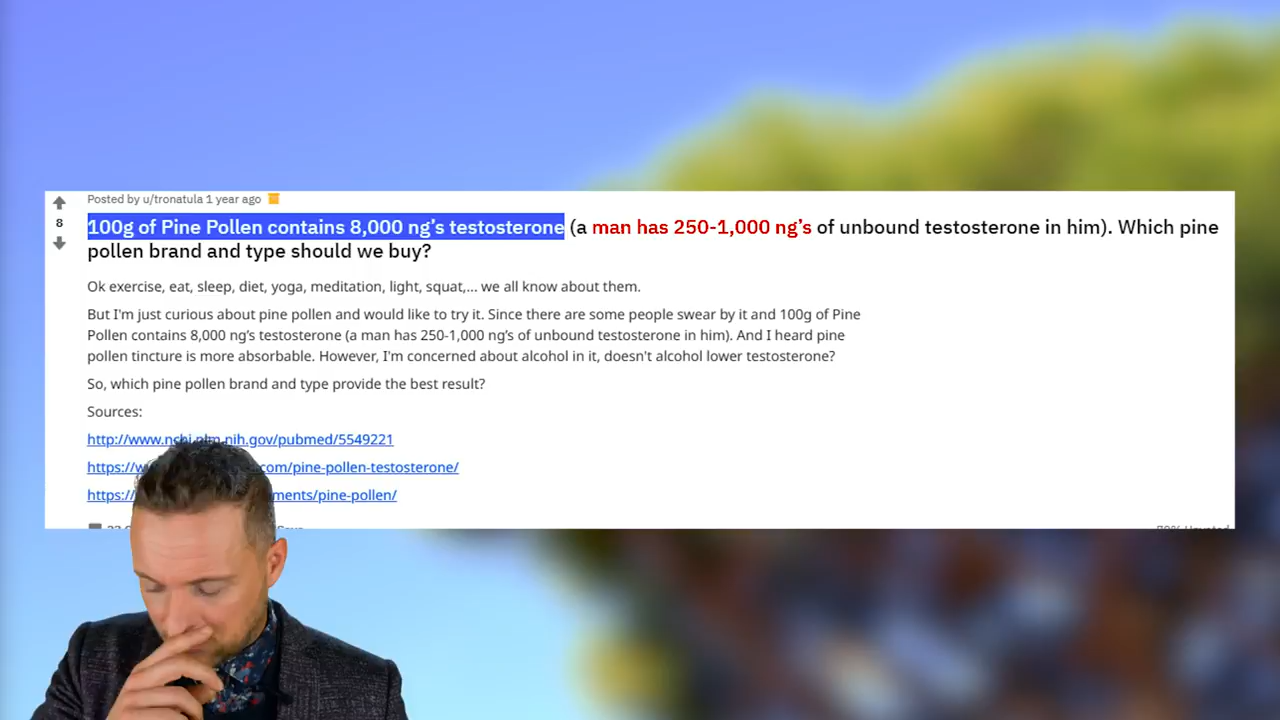 Posted by u/tronatula 1 year ago
8
100g of Pine Pollen contains 8,000 ng’s testosterone (a man has 250-1,000 ng’s of unbound testosterone in him). Which pine
pollen brand and type should we buy?
Ok exercise, eat, sleep, diet, yoga, meditation, light, squat,... we all know about them.
But I'm just curious about pine pollen and would like to try it. Since there are some people swear by it and 100g of Pine
Pollen contains 8,000 ng’s testosterone (a man has 250-1,000 ng’s of unbound testosterone in him). And I heard pine
pollen tincture is more absorbable. However, I'm concerned about alcohol in it, doesn't alcohol lower testosterone?
So, which pine pollen brand and type provide the best result?
Sources:
http://www.ncbi.nlm.nih.gov/pubmed/5549221
https://w com/pine-pollen-testosterone/
https:// ments/pine-pollen/